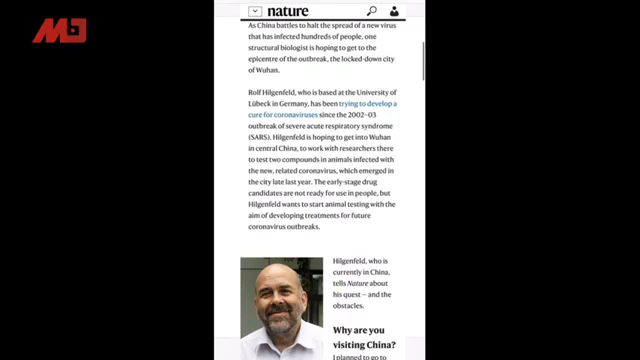 MJ
nature
As China battles to halt the spread of a new virus
that has infected hundreds of people, one
structural biologist is hoping to get to the
epicentre of the outbreak, the locked-down city
of Wuhan.
Rolf Hilgenfeld, who is based at the University of
Lübeck in Germany, has been trying to develop a
cure for coronaviruses since the 2002–03
outbreak of severe acute respiratory syndrome
(SARS). Hilgenfeld is hoping to get into Wuhan
in central China, to work with researchers there
to test two compounds in animals infected with
the new, related coronavirus, which emerged in
the city late last year. The early-stage drug
candidates are not ready for use in people, but
Hilgenfeld wants to start animal testing with the
aim of developing treatments for future
coronavirus outbreaks.
Hilgenfeld, who is
currently in China,
tells Nature about
his quest — and the
obstacles.
Why are you
visiting China?
I planned to go to